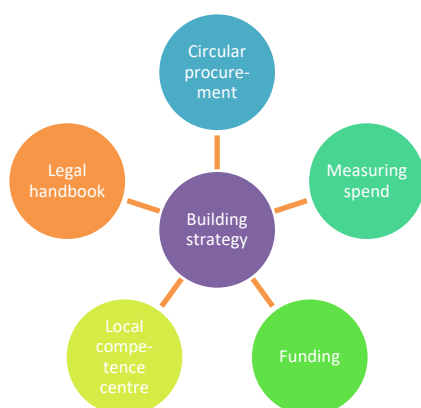 Circular
procure-
ment
Legal
handbook
Measuring
spend
Building
strategy
Local
compe-
tence
centre
Funding